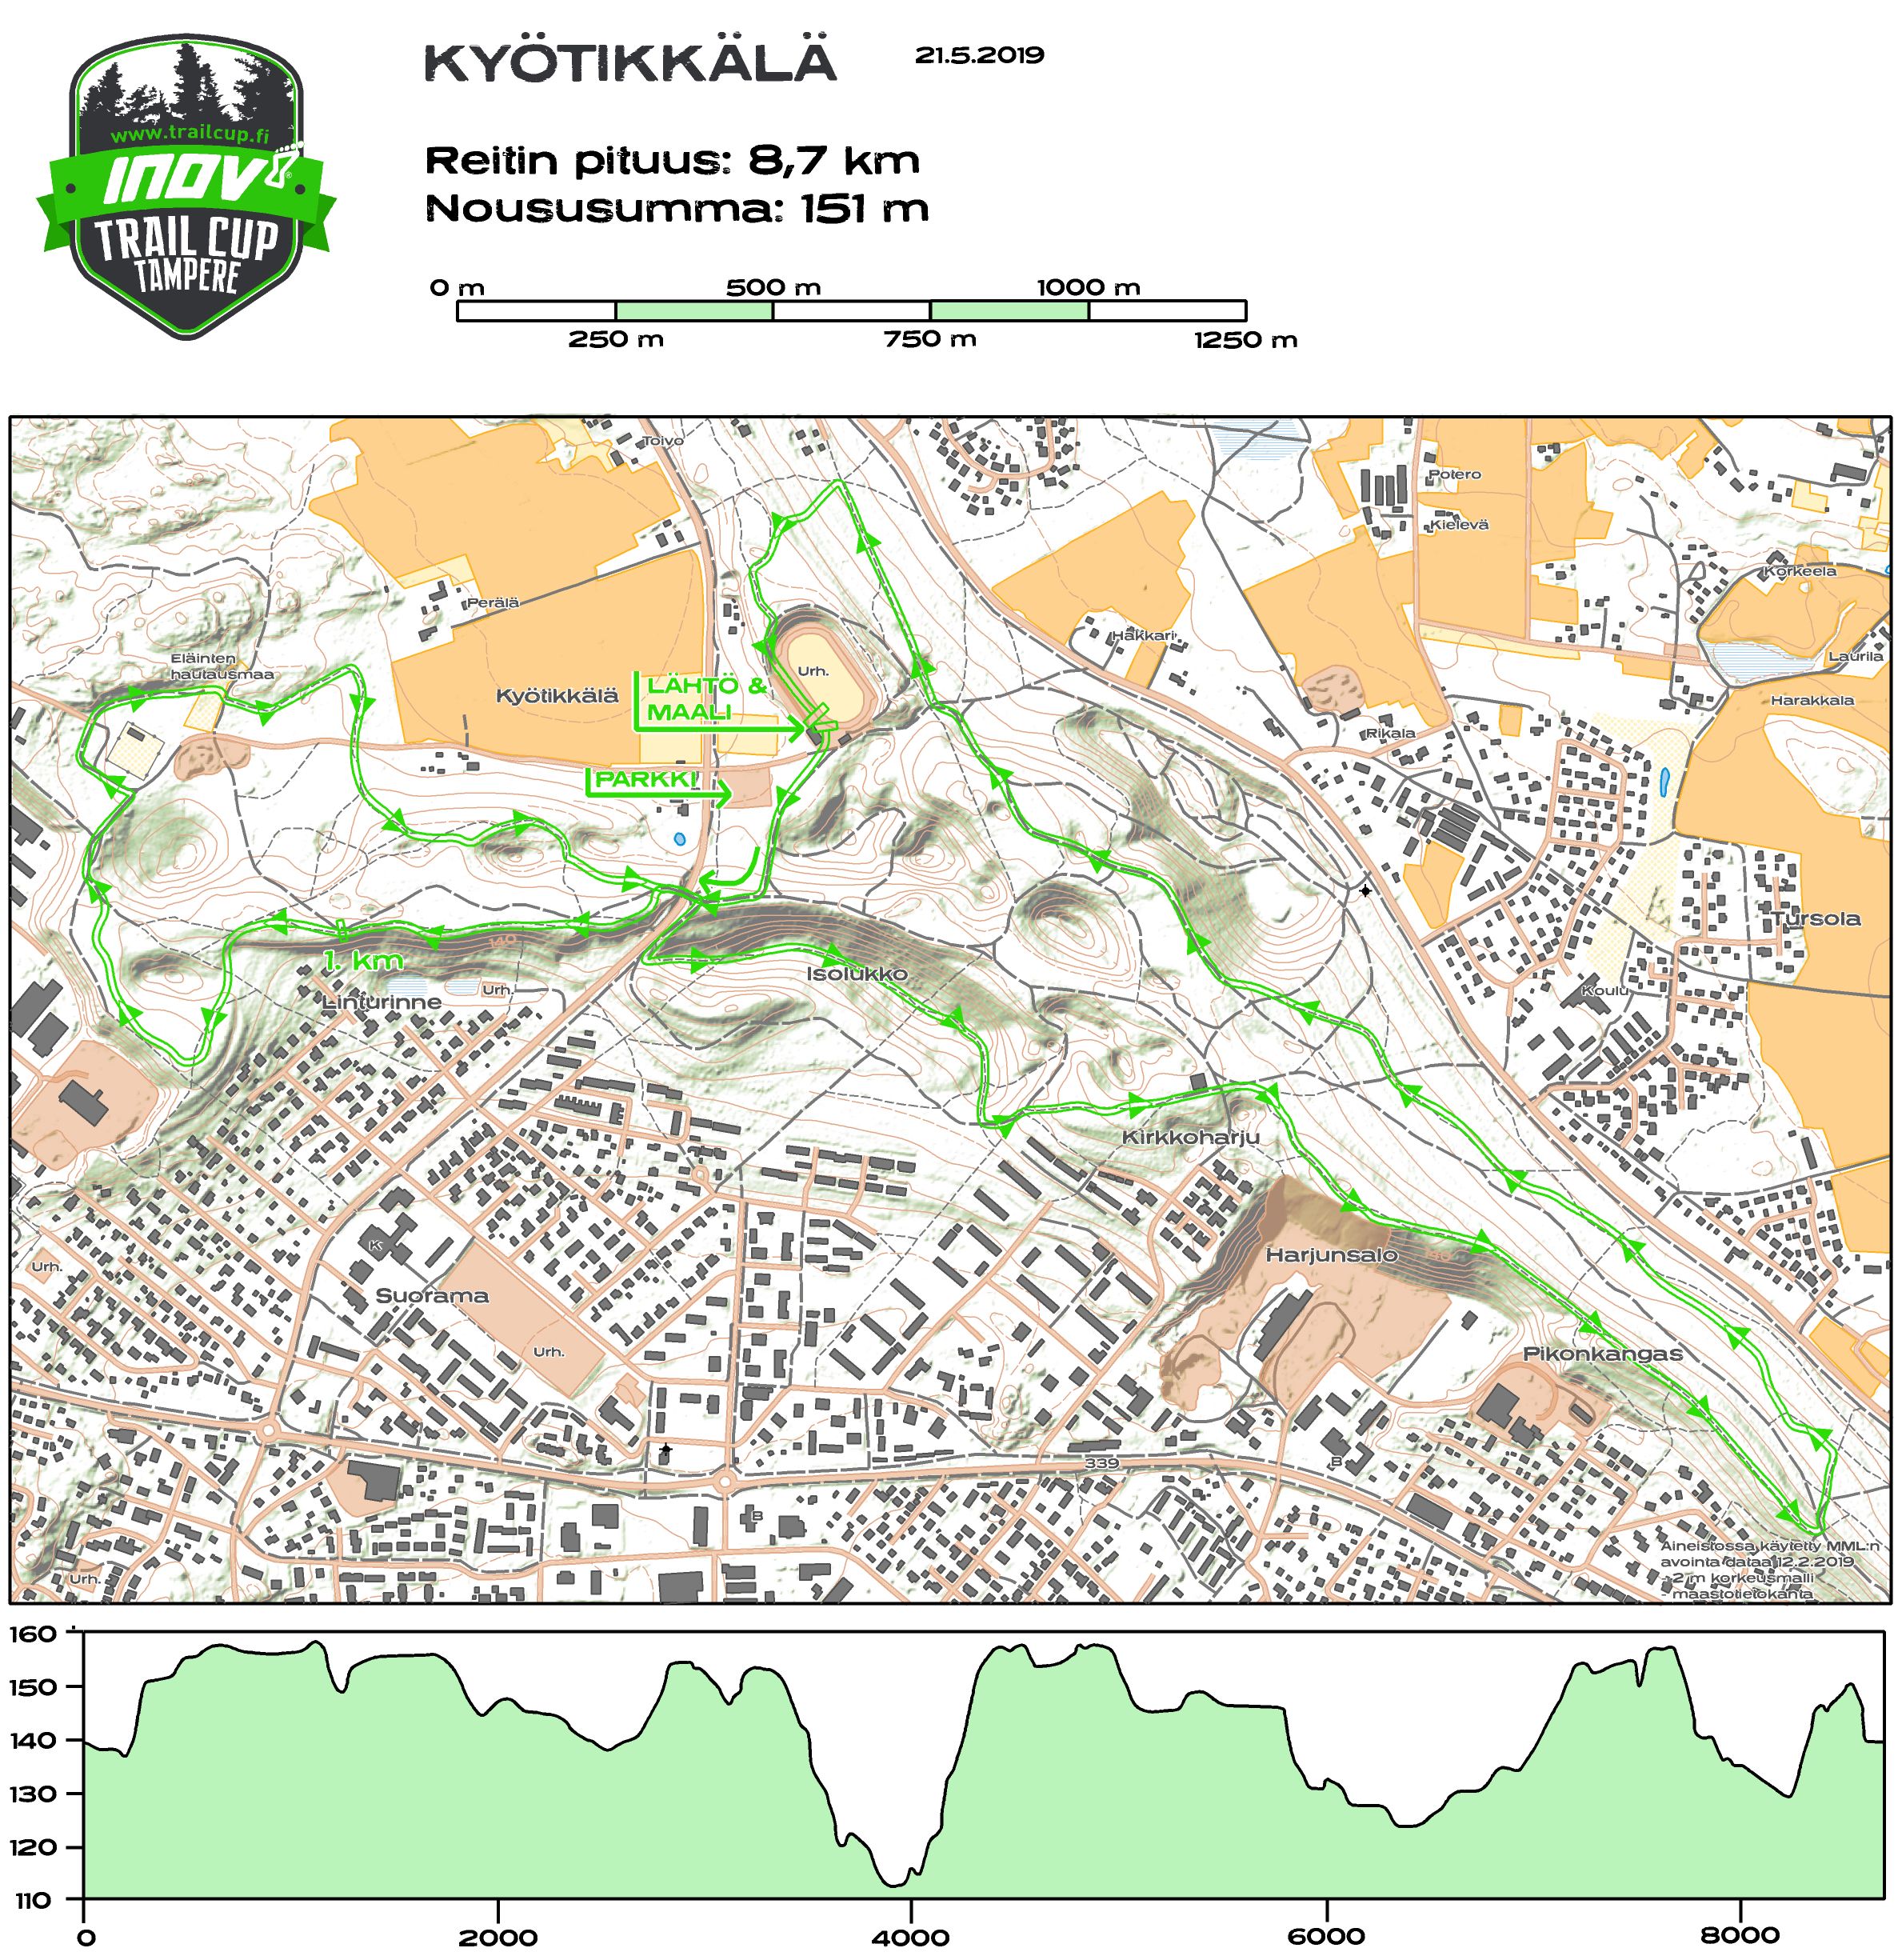 www.trailcup.fi
inov8
TRAIL CUP
TAMPERE
KYÖTIKKÄLÄ
21.5.2019
Reitin pituus: 8,7 km
Noususumma: 151 m
0 m
500 m
1000 m
250 m
750 m
1250 m
Toivo
Potero
Kielevä
Korkeela
Perälä
Hakkari
Laurila
Eläinten
hautausmaa
Urh.
LÄHTÖ &
MAALI
Kyötikkälä
Harakkala
Rikala
PARKKI
Tursola
140
1. km
Isolukko
Linturinne
Urh.
Koulu
Kirkkoharju
K
Harjunsalo
Urh.
Suorama
Urh.
Pikonkangas
339
B
B
Aineistossa käytetty MML:n
avointa dataa 12.2.2019
- 2 m korkeusmalli
- maastotietokanta
Urh.
160
150
140
130
120
110
0
2000
4000
6000
8000